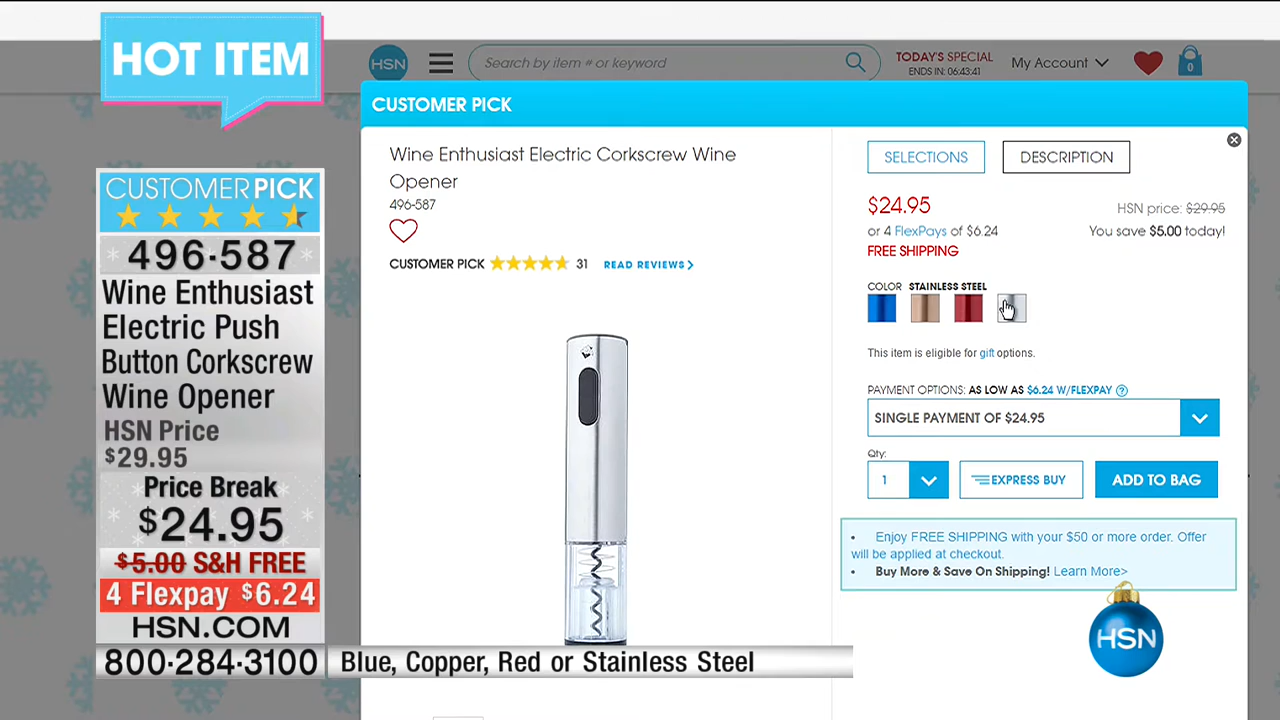 HOT ITEM
HSN
Search by item # or keyword
TODAY'S SPECIAL
ENDS IN: 06:43:41
My Account
0
CUSTOMER PICK
Wine Enthusiast Electric Corkscrew Wine
Opener
496-587
CUSTOMER PICK 31 READ REVIEWS
SELECTIONS
DESCRIPTION
$24.95
HSN price: $29.95
or 4 FlexPays of $6.24
You save $5.00 today!
FREE SHIPPING
COLOR STAINLESS STEEL
This item is eligible for gift options.
PAYMENT OPTIONS: AS LOW AS $6.24 W/FLEXPAY ?
SINGLE PAYMENT OF $24.95
Qty:
1
EXPRESS BUY
ADD TO BAG
• Enjoy FREE SHIPPING with your $50 or more order. Offer
will be applied at checkout.
• Buy More & Save On Shipping! Learn More>
HSN
CUSTOMER PICK
496·587
Wine Enthusiast
Electric Push
Button Corkscrew
Wine Opener
HSN Price
$29.95
Price Break
$24.95
$5.00 S&H FREE
4 Flexpay $6.24
HSN.COM
800·284·3100
Blue, Copper, Red or Stainless Steel